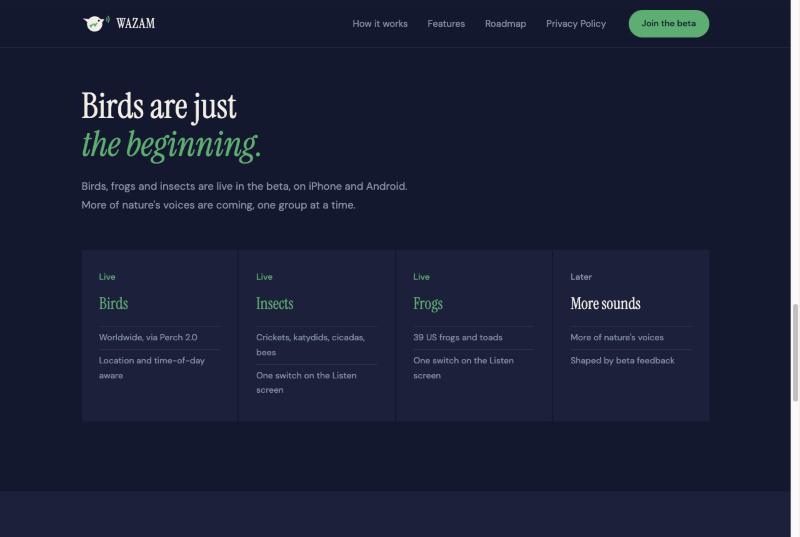 WAZAM
How it works
Features
Roadmap
Privacy Policy
Join the beta
Birds are just
the beginning.
Birds, frogs and insects are live in the beta, on iPhone and Android.
More of nature's voices are coming, one group at a time.
Live
Birds
Worldwide, via Perch 2.0
Location and time-of-day
aware
Live
Insects
Crickets, katydids, cicadas,
bees
One switch on the Listen
screen
Live
Frogs
39 US frogs and toads
One switch on the Listen
screen
Later
More sounds
More of nature's voices
Shaped by beta feedback